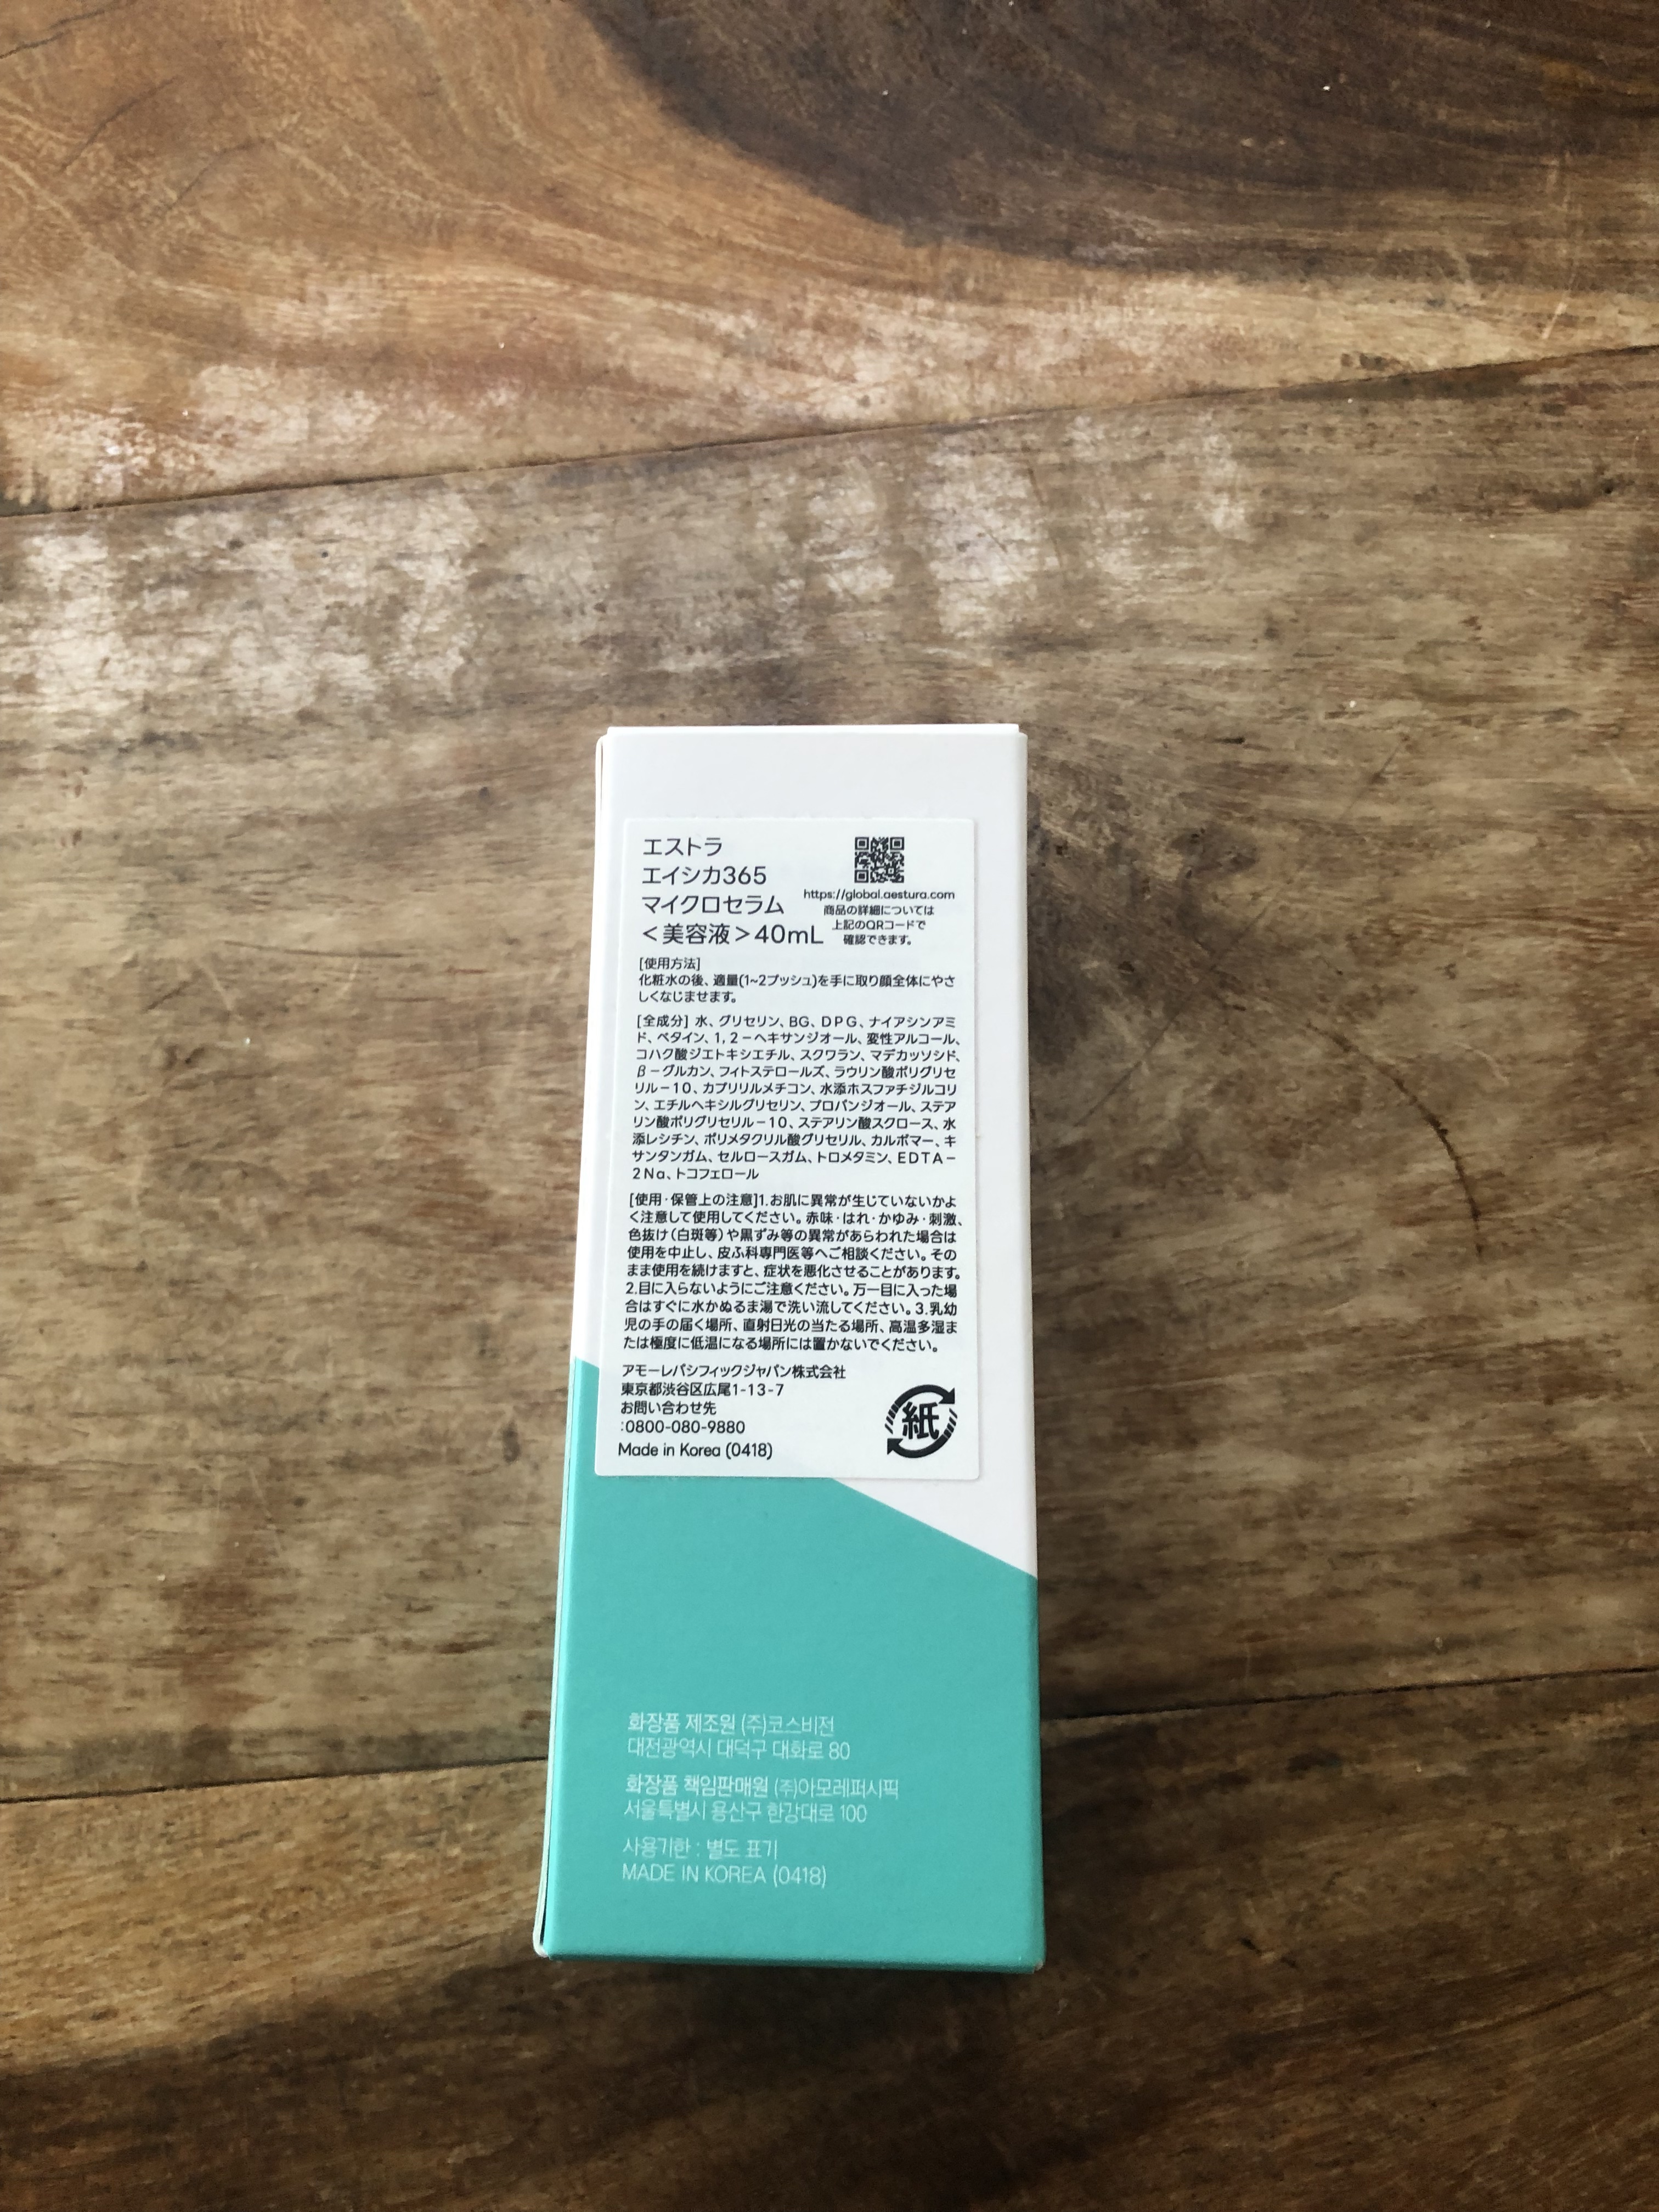 エストラ
エイシカ365
マイクロセラム
<美容液>40mL
https://global.aestura.com
商品の詳細については
上記のQRコードで
確認できます。
[使用方法]
化粧水の後、適量(1~2プッシュ)を手に取り顔全体にやさ
しくなじませます。
[全成分] 水、グリセリン、BG、DPG、ナイアシンアミ
ド、ベタイン、1,2－ヘキサンジオール、変性アルコール、
コハク酸ジエトキシエチル、スクワラン、マデカッソシド、
β－グルカン、フィトステロールズ、ラウリン酸ポリグリセ
リル－10、カプリリルメチコン、水添ホスファチジルコリ
ン、エチルヘキシルグリセリン、プロパンジオール、ステア
リン酸ポリグリセリル－10、ステアリン酸スクロース、水
添レシチン、ポリメタクリル酸グリセリル、カルボマー、キ
サンタンガム、セルロースガム、トロメタミン、EDTA－
2Na、トコフェロール
[使用·保管上の注意]1.お肌に異常が生じていないかよ
く注意して使用してください。赤味·はれ·かゆみ·刺激、
色抜け(白斑等)や黒ずみ等の異常があらわれた場合は
使用を中止し、皮ふ科専門医等へご相談ください。その
まま使用を続けますと、症状を悪化させることがあります。
2.目に入らないようにご注意ください。万一目に入った場
合はすぐに水かぬるま湯で洗い流してください。3.乳幼
児の手の届く場所、直射日光の当たる場所、高温多湿ま
たは極度に低温になる場所には置かないでください。
アモーレパシフィックジャパン株式会社
東京都渋谷区広尾1-13-7
お問い合わせ先
:0800-080-9880
Made in Korea (0418)
紙
화장품 제조원 (주)코스비전
대전광역시 대덕구 대화로 80
화장품 책임판매원 (주)아모레퍼시픽
서울특별시 용산구 한강대로 100
사용기한 : 별도 표기
MADE IN KOREA (0418)